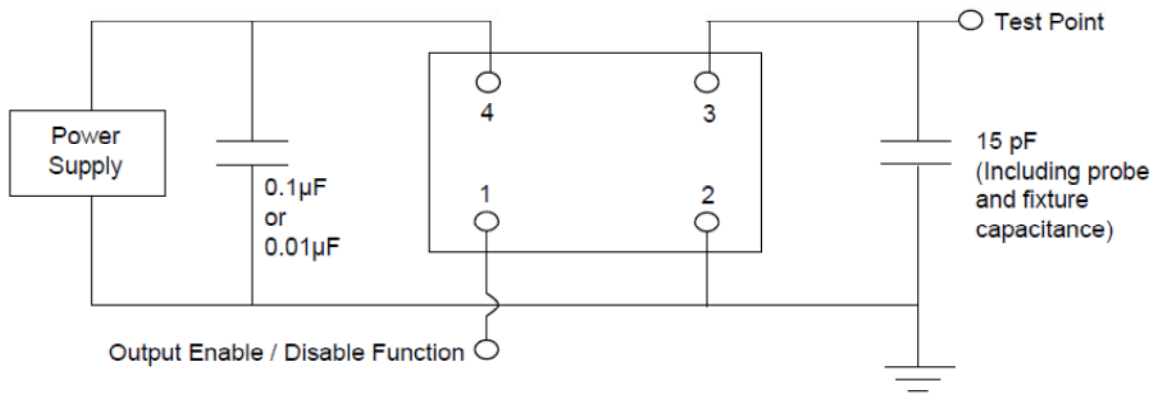 Test Point
4
3
Power
Supply
15 pF
(Including probe
and fixture
capacitance)
0.1µF
or
0.01µF
1
2
Output Enable / Disable Function